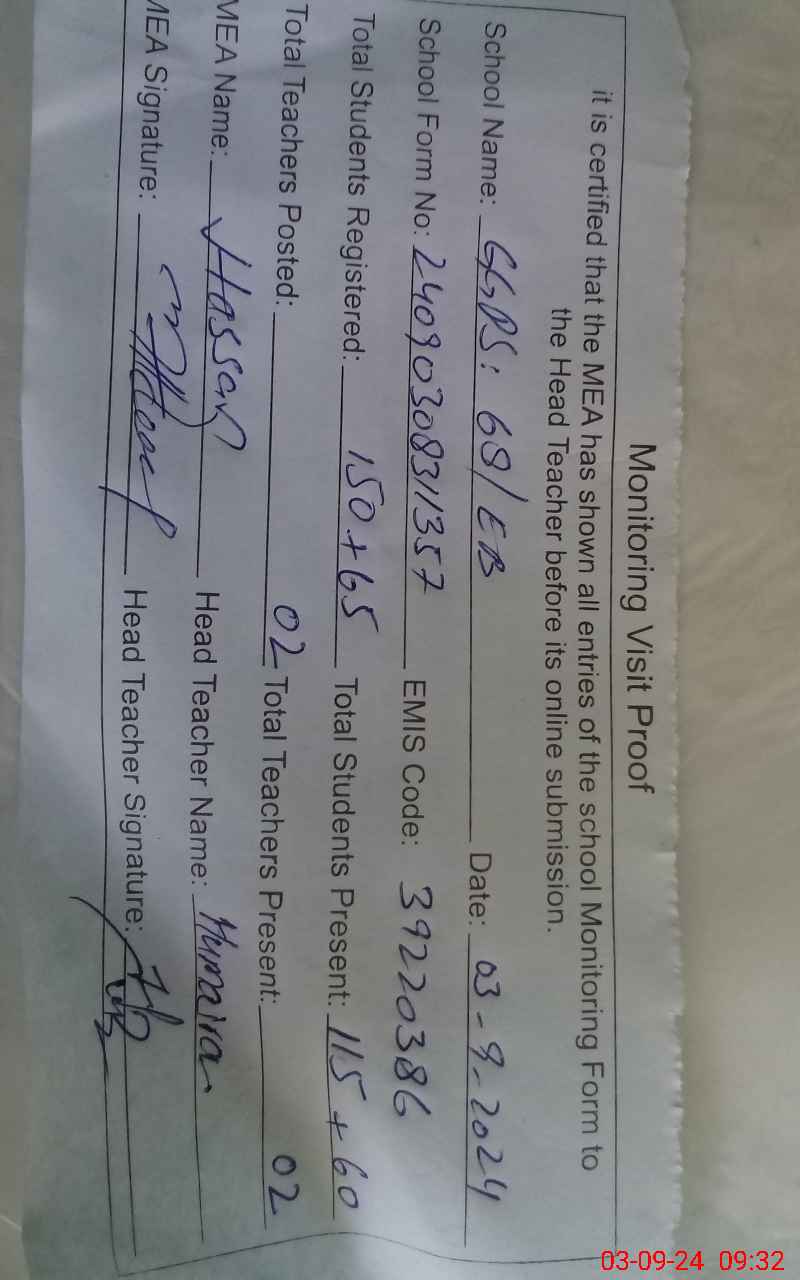 Monitoring Visit Proof
it is certified that the MEA has shown all entries of the school Monitoring Form to
the Head Teacher before its online submission.
School Name: GGPS: 68/EB Date: 03-9-2024
School Form No: 24090308311357 EMIS Code: 39220386
Total Students Registered: 150+65 Total Students Present: 115+60
Total Teachers Posted: 02 Total Teachers Present: 02
MEA Name: Hassan Head Teacher Name: Humaira
MEA Signature: Head Teacher Signature:
03-09-24 09:32